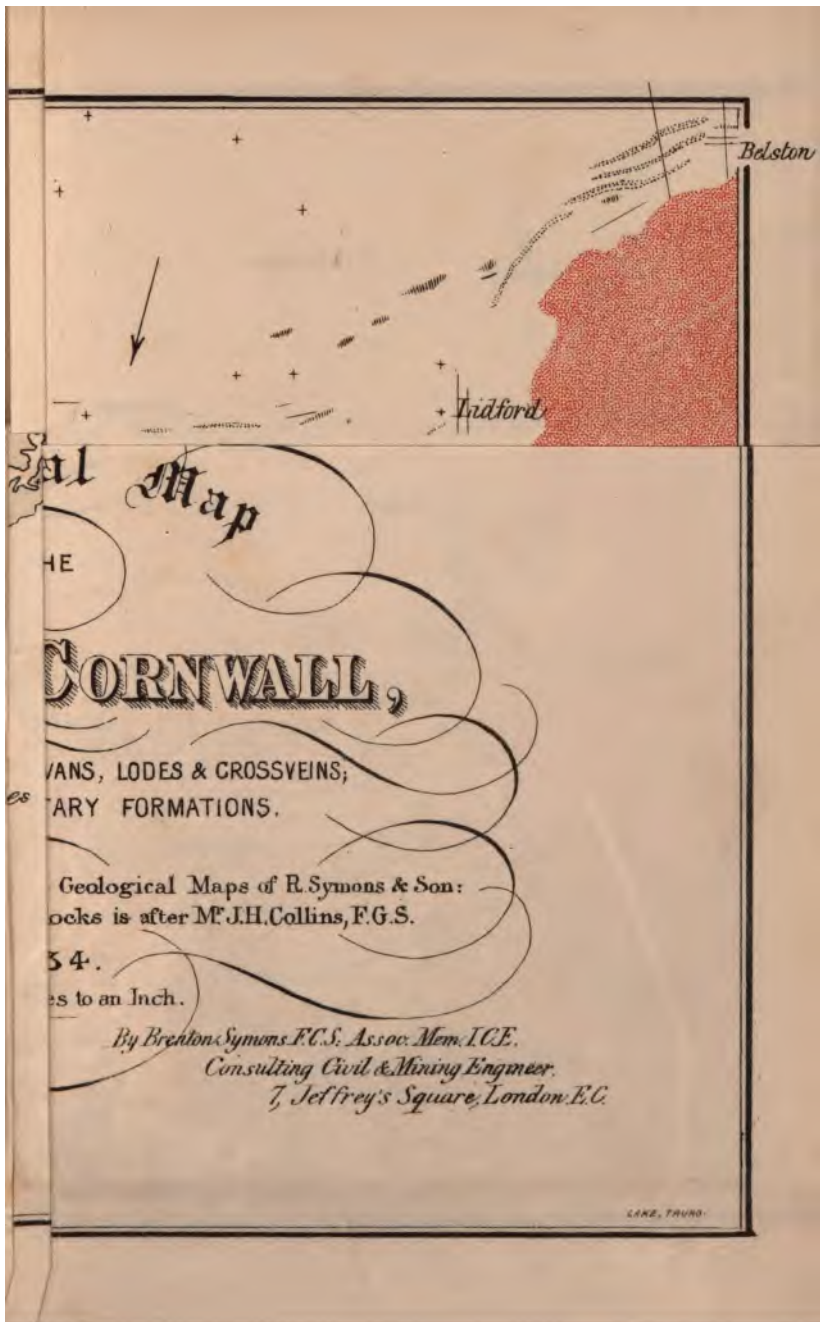 Belston
Lidford
al Map
HE
CORNWALL,
VANS, LODES & CROSSVEINS;
es
TARY FORMATIONS.
Geological Maps of R. Symons & Son:
ocks is after Mr. J.H. Collins, F.G.S.
84.
es to an Inch.
By Brenton Symons F.C.S. Assoc. Mem. I.C.E.
Consulting Civil & Mining Engineer.
7, Jeffrey's Square, London. E.C.
LAKE, TRURO.